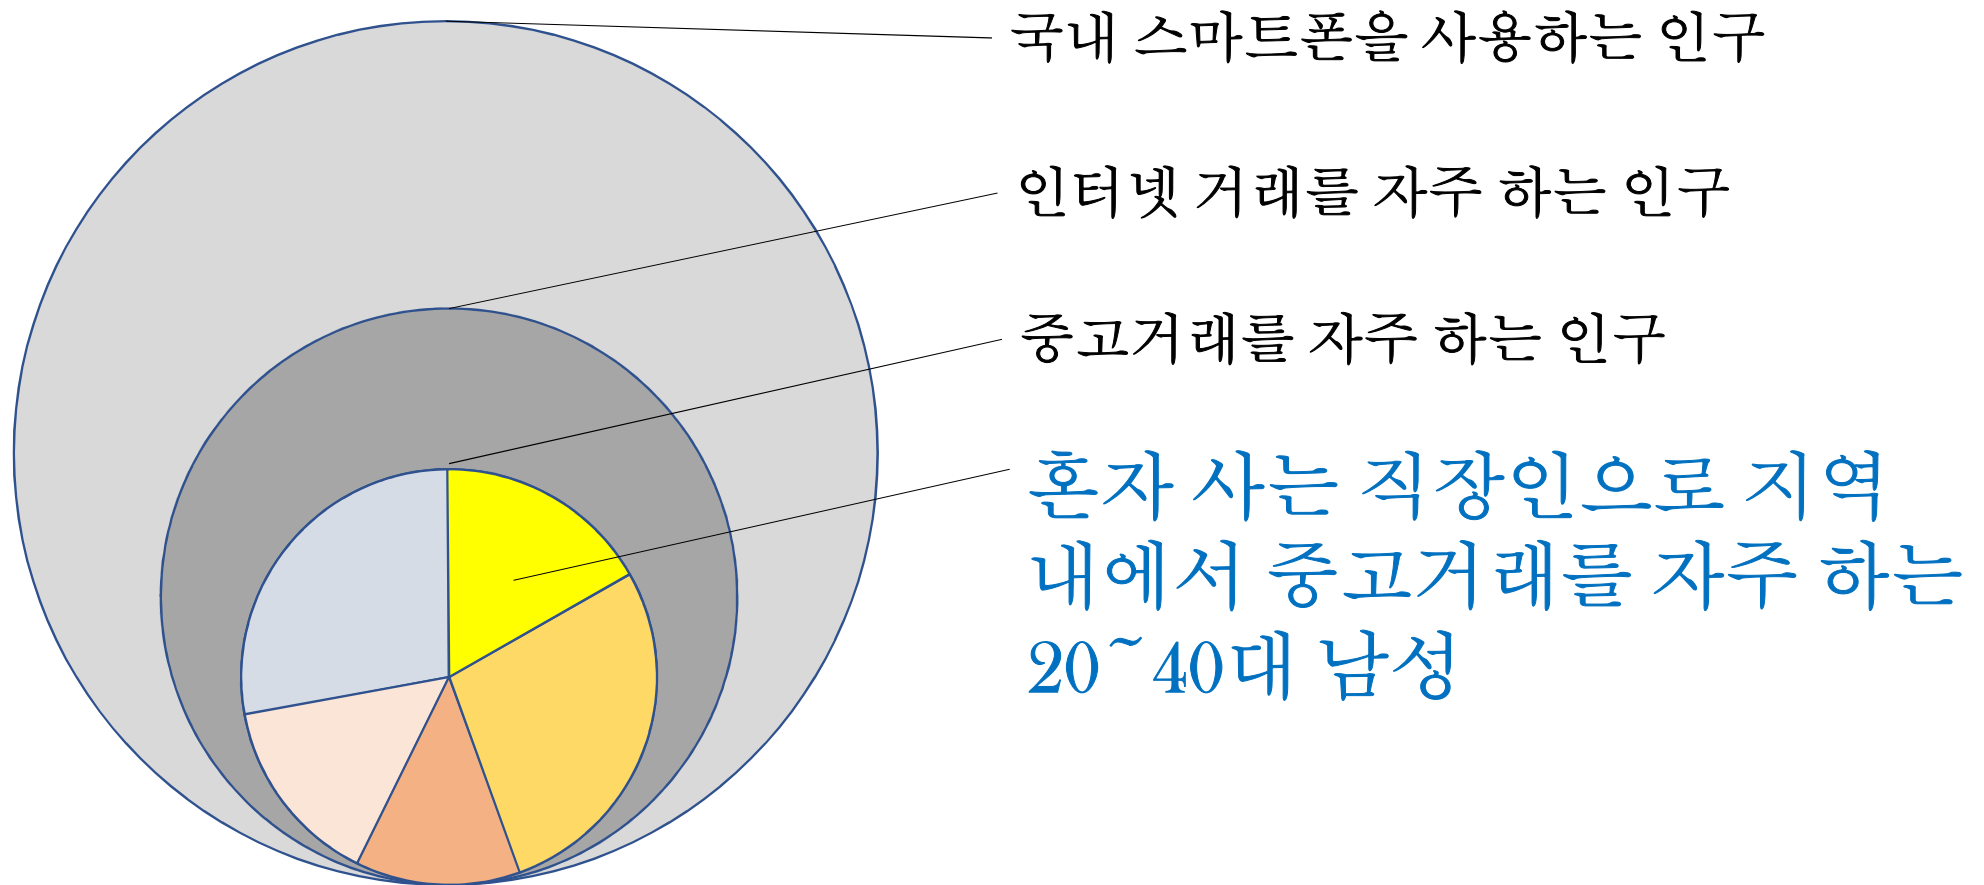 국내 스마트폰을 사용하는 인구
인터넷 거래를 자주 하는 인구
중고거래를 자주 하는 인구
혼자 사는 직장인으로 지역
내에서 중고거래를 자주 하는
20~40대 남성